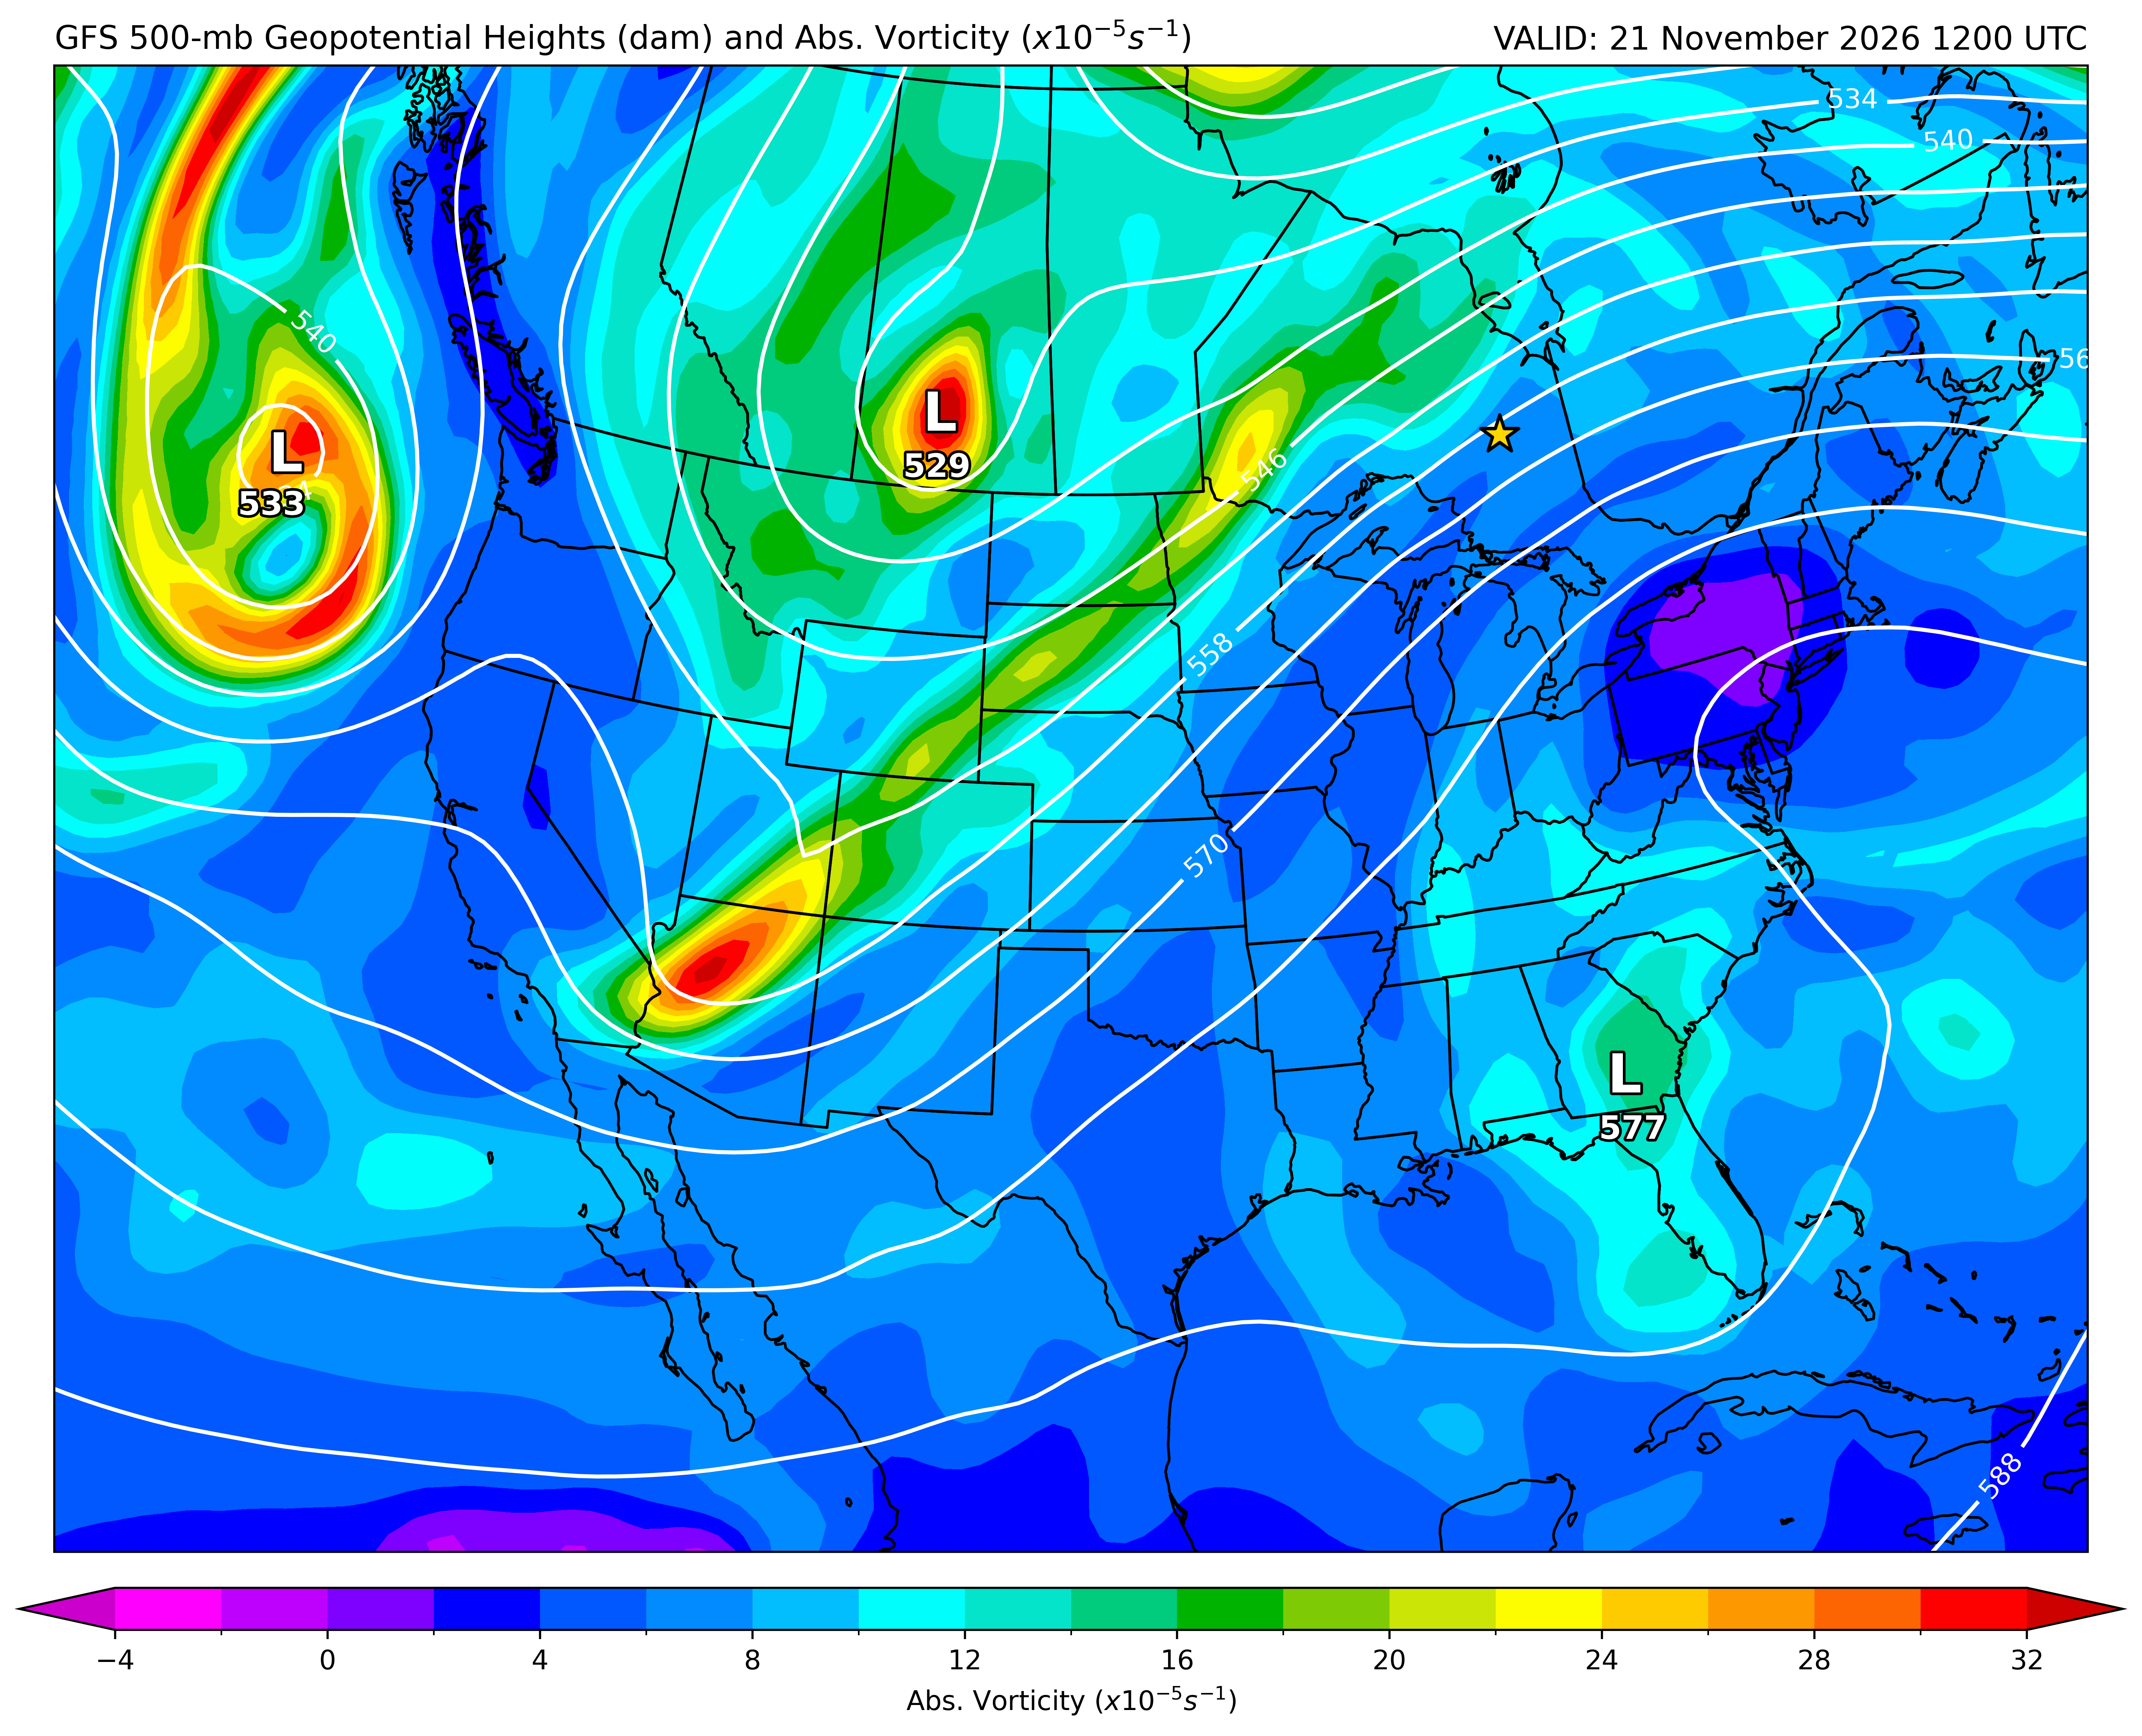 GFS 500-mb Geopotential Heights (dam) and Abs. Vorticity (x10⁻⁵s⁻¹) VALID: 21 November 2026 1200 UTC
534
540
540
56
L
529
L
533
546
558
570
L
577
588
−4 0 4 8 12 16 20 24 28 32
Abs. Vorticity (x10⁻⁵s⁻¹)